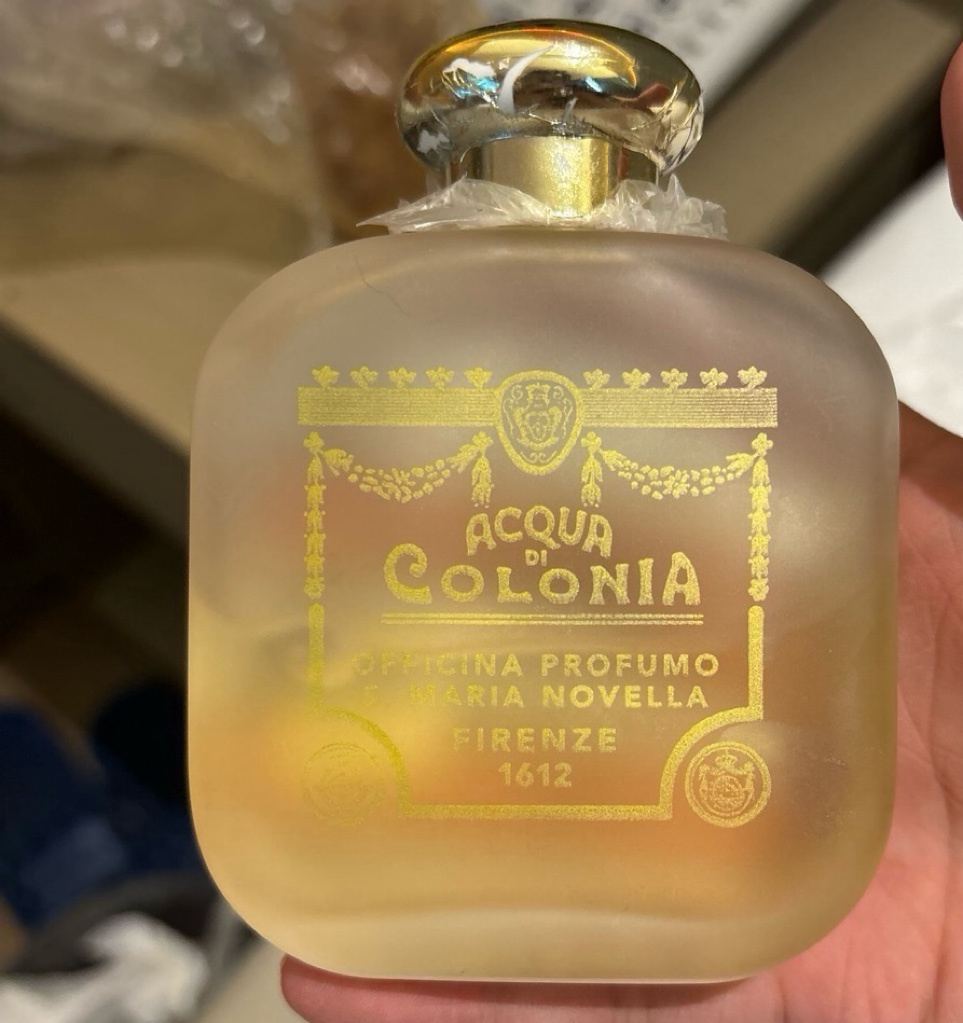 ACQUA
DI
COLONIA
OFFICINA PROFUMO
S. MARIA NOVELLA
FIRENZE
1612